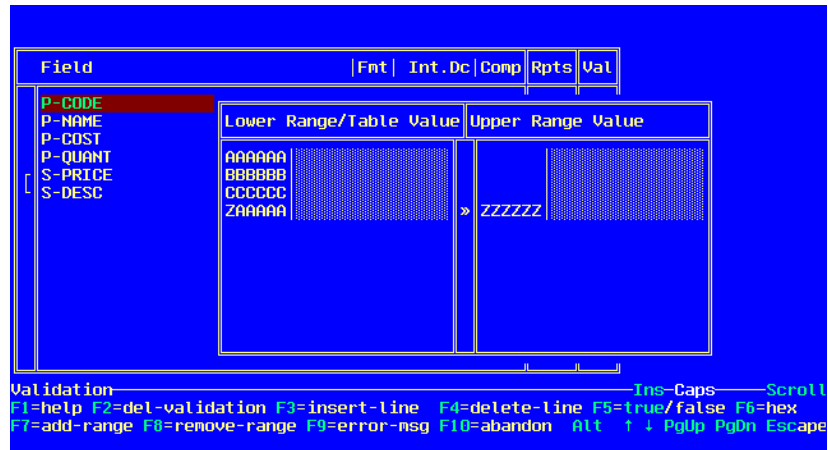 Field |Fmt| Int.Dc|Comp Rpts Val
P-CODE
P-NAME
P-COST
P-QUANT
S-PRICE
S-DESC
Lower Range/Table Value Upper Range Value
AAAAAA
BBBBBB
CCCCCC
ZAAAAA » ZZZZZZ
Validation Ins Caps Scroll
F1=help F2=del-validation F3=insert-line F4=delete-line F5=true/false F6=hex
F7=add-range F8=remove-range F9=error-msg F10=abandon Alt ↑ ↓ PgUp PgDn Escape